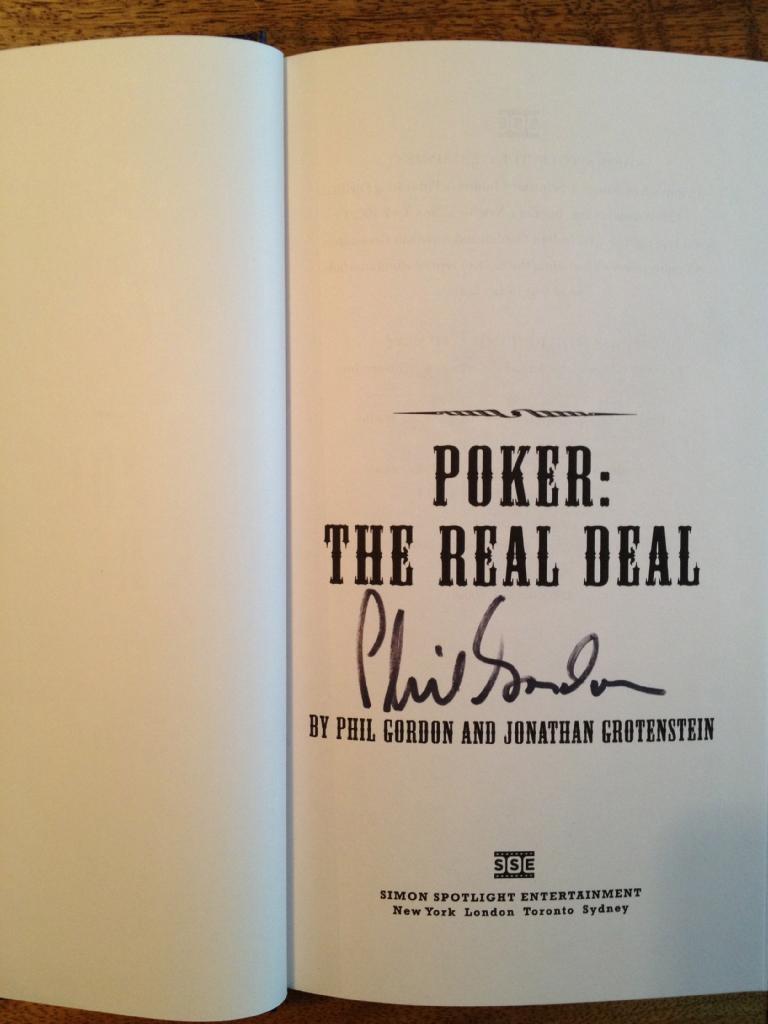 POKER:
THE REAL DEAL
Phil Gordon
BY PHIL GORDON AND JONATHAN GROTENSTEIN
SSE
SIMON SPOTLIGHT ENTERTAINMENT
New York London Toronto Sydney